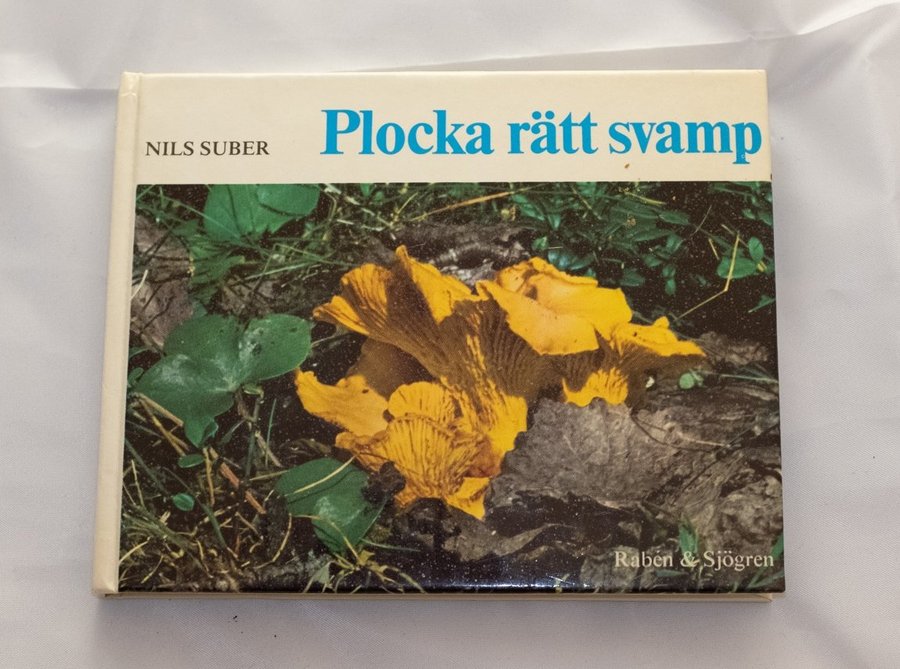 NILS SUBER
Plocka rätt svamp
Rabén & Sjögren